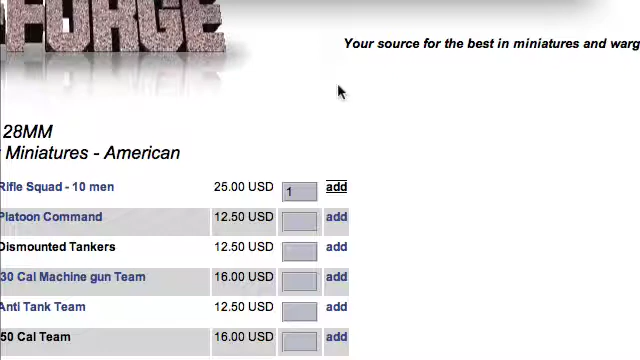 FORGE
Your source for the best in miniatures and warg
28MM
Miniatures - American
Rifle Squad - 10 men 25.00 USD 1 add
Platoon Command 12.50 USD add
Dismounted Tankers 12.50 USD add
30 Cal Machine gun Team 16.00 USD add
Anti Tank Team 12.50 USD add
50 Cal Team 16.00 USD add